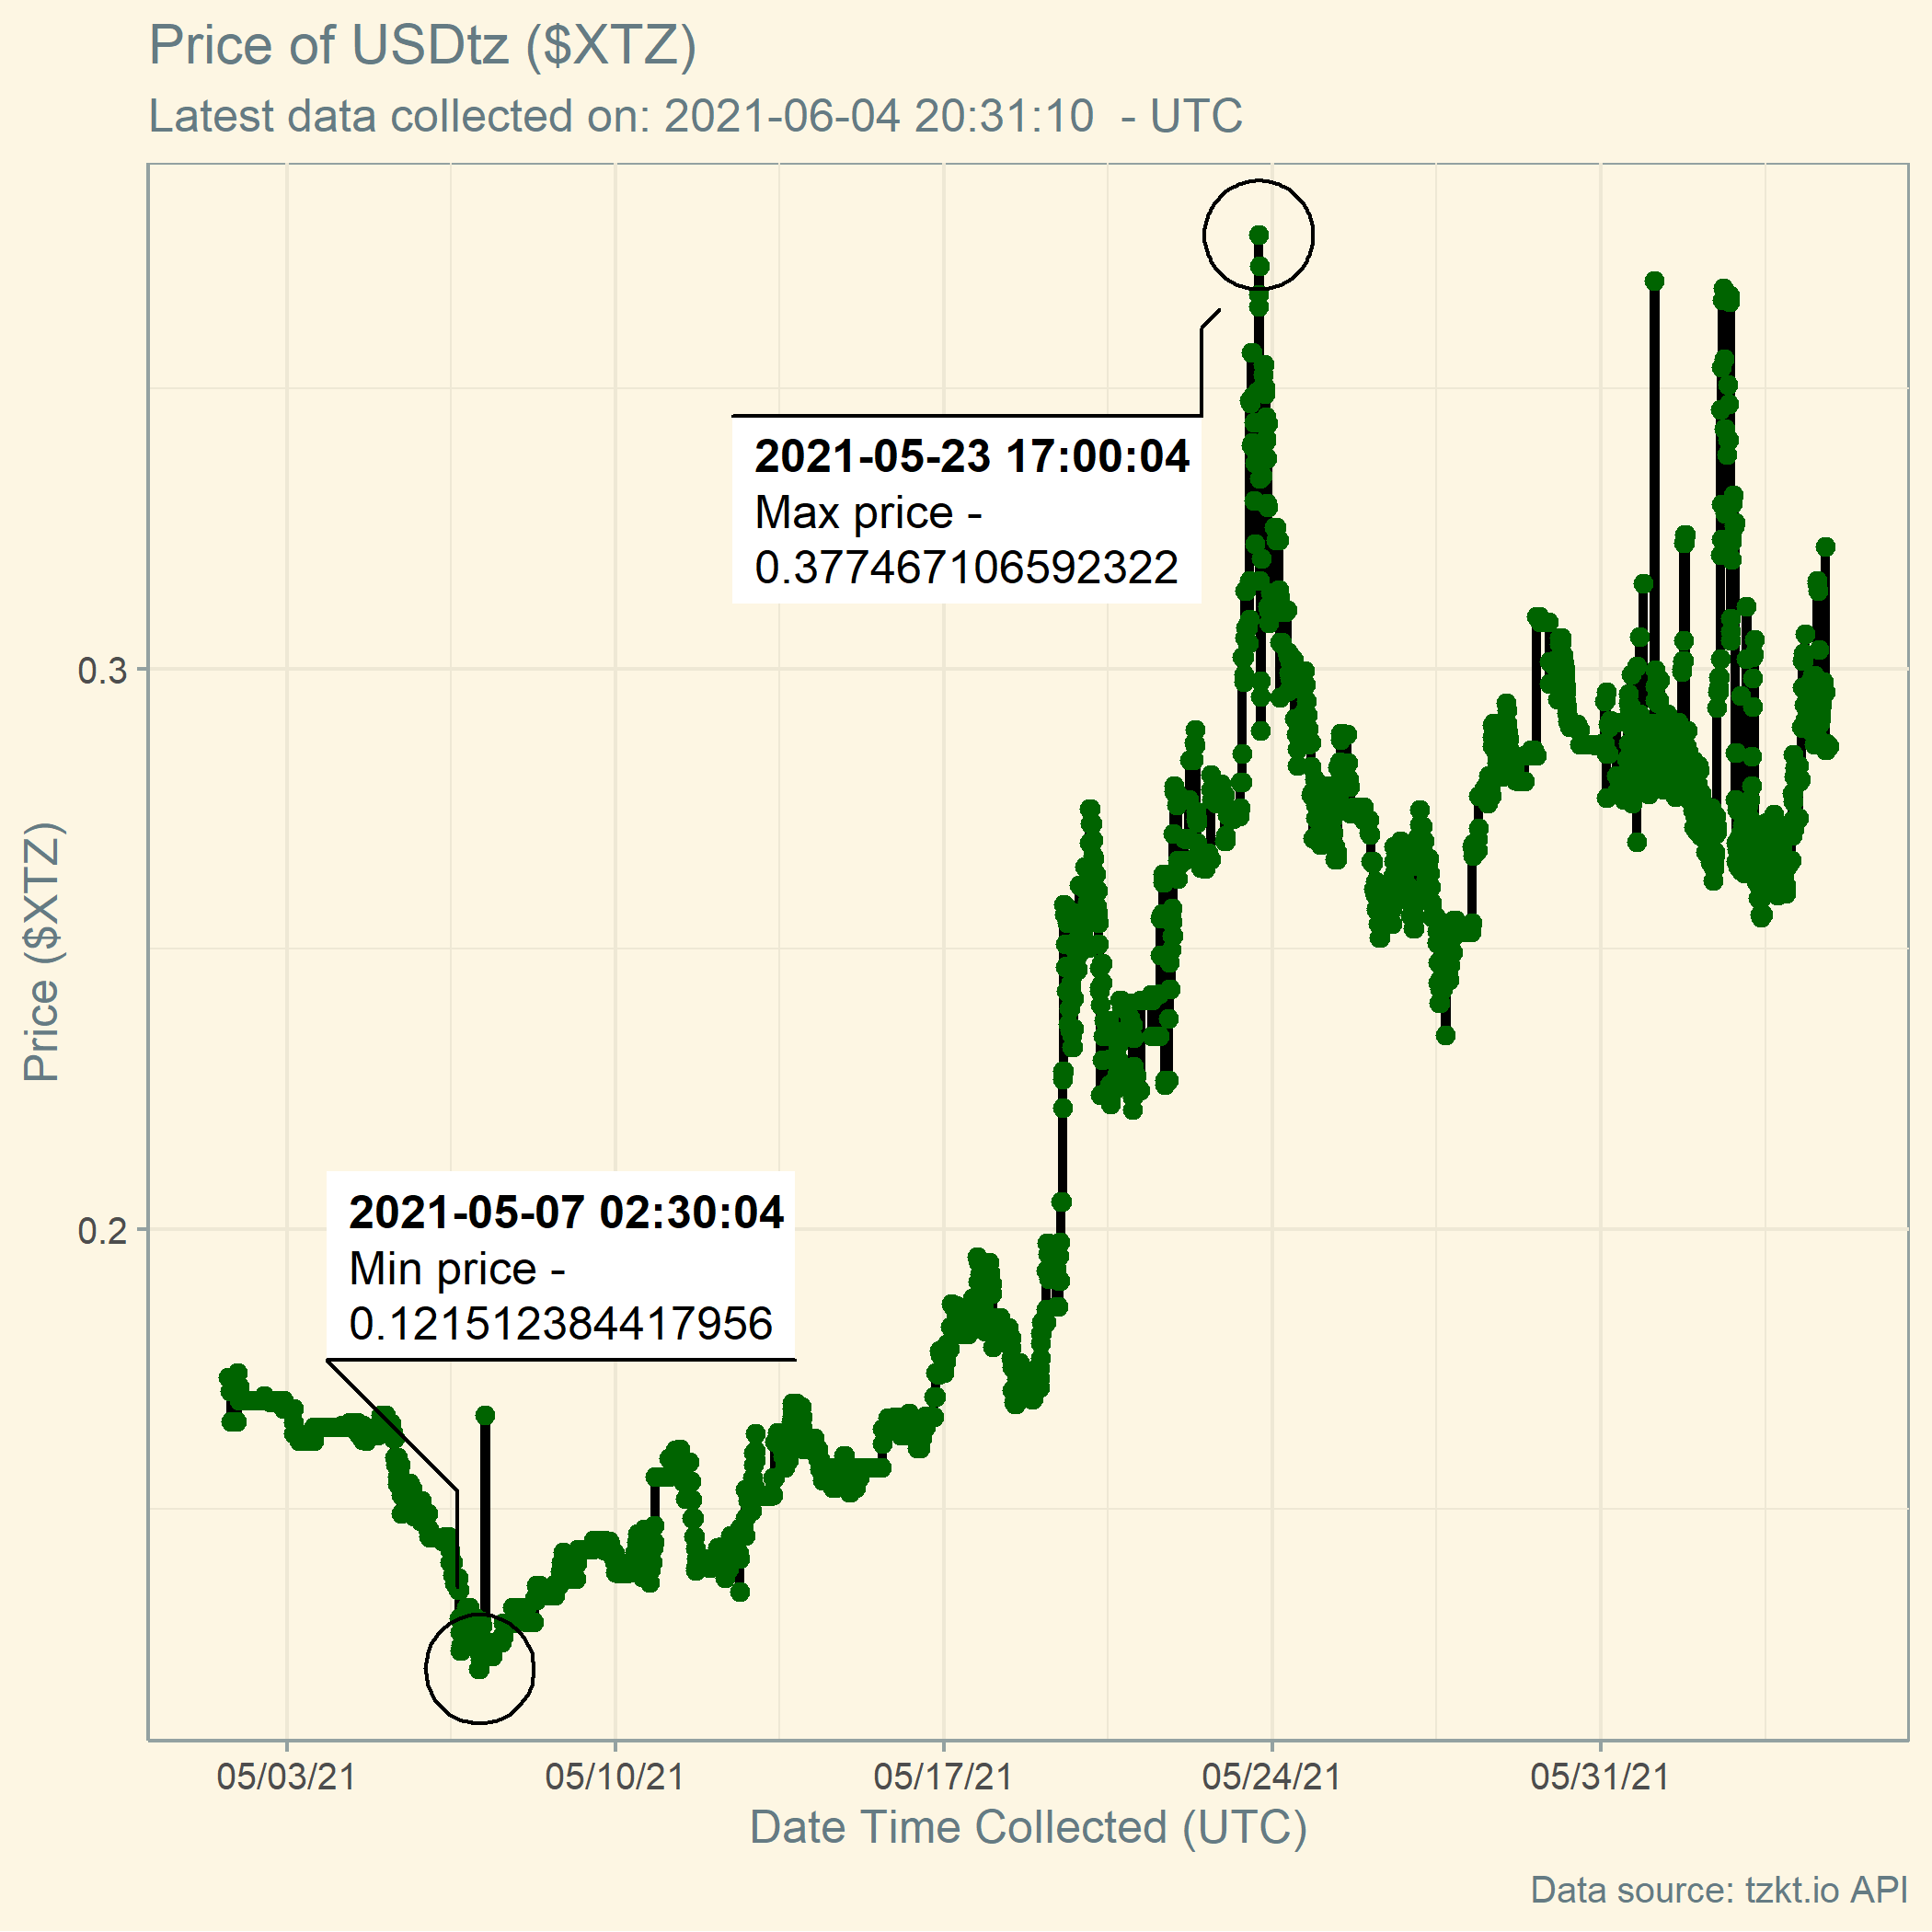 Price of USDtz ($XTZ)
Latest data collected on: 2021-06-04 20:31:10  - UTC
2021-05-23 17:00:04
Max price -
0.377467106592322
0.3
Price ($XTZ)
0.2
2021-05-07 02:30:04
Min price -
0.121512384417956
05/03/21 05/10/21 05/17/21 05/24/21 05/31/21
Date Time Collected (UTC)
Data source: tzkt.io API